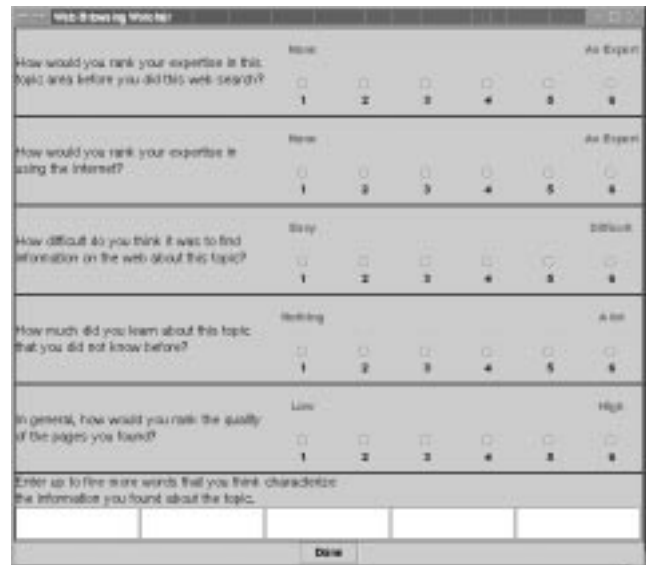 Web Browsing Watcher
None An Expert
How would you rank your expertise in this
topic area before you did this web search?
1 2 3 4 5 6
None An Expert
How would you rank your expertise in
using the Internet?
1 2 3 4 5 6
Easy Difficult
How difficult do you think it was to find
information on the web about this topic?
1 2 3 4 5 6
Nothing A lot
How much did you learn about this topic
that you did not know before?
1 2 3 4 5 6
Low High
In general, how would you rank the quality
of the pages you found?
1 2 3 4 5 6
Enter up to five more words that you think characterize
the information you found about the topic.
Done